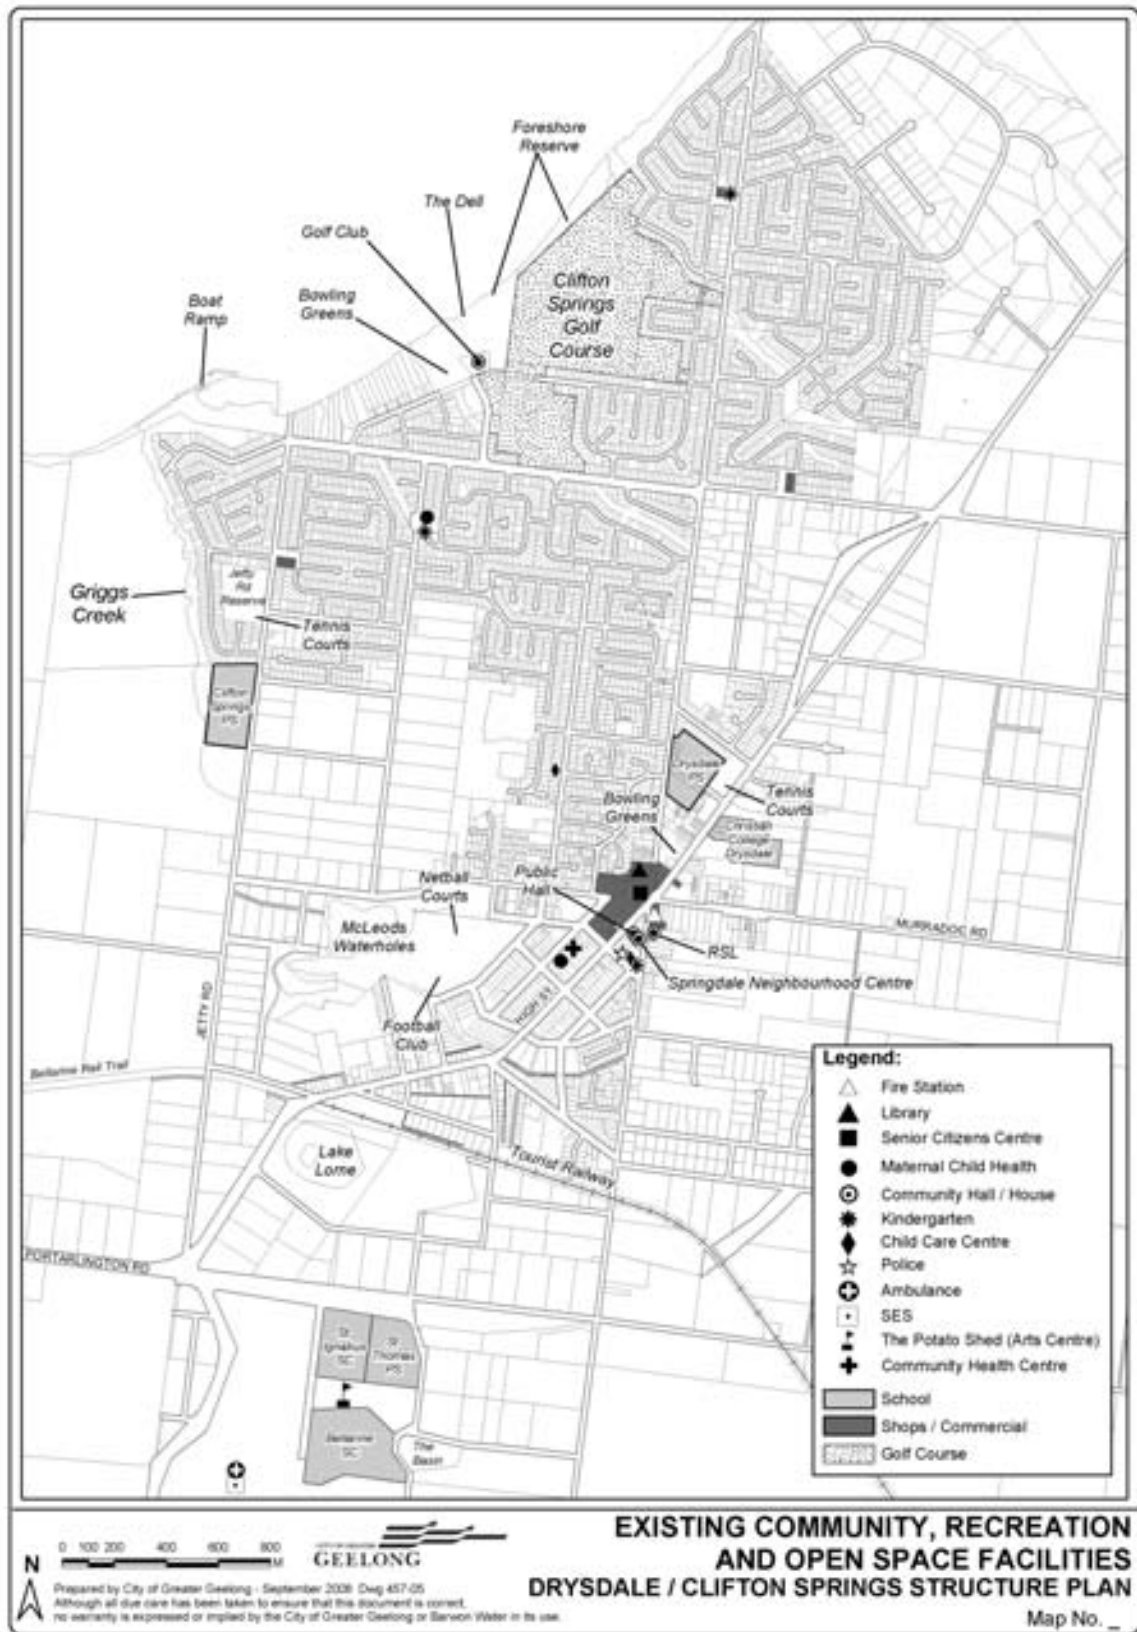 Foreshore
Reserve
The Dell
Golf Club
Bowling
Greens
Boat
Ramp
Clifton
Springs
Golf
Course
Griggs
Creek
Jetty
Rd
Reserve
Tennis
Courts
Clifton
Springs
PS
Drysdale
PS
Tennis
Courts
Bowling
Greens
Christian
College
Drysdale
Public
Hall
Netball
Courts
McLeods
Waterholes
MURRADOC RD
RSL
Springdale Neighbourhood Centre
HIGH ST
JETTY RD
Football
Club
Bellarine Rail Trail
Lake
Lorne
Tourist Railway
PORTARLINGTON RD
St
Ignatius
SC
St
Thomas
PS
Bellarine
SC
The
Basin
Legend:
Fire Station
Library
Senior Citizens Centre
Maternal Child Health
Community Hall / House
Kindergarten
Child Care Centre
Police
Ambulance
SES
The Potato Shed (Arts Centre)
Community Health Centre
School
Shops / Commercial
Golf Course
N
0 100 200 400 600 800
M
CITY OF GREATER
GEELONG
Prepared by City of Greater Geelong - September 2008 Dwg 457-05
Although all due care has been taken to ensure that this document is correct,
no warranty is expressed or implied by the City of Greater Geelong or Barwon Water in its use.
EXISTING COMMUNITY, RECREATION
AND OPEN SPACE FACILITIES
DRYSDALE / CLIFTON SPRINGS STRUCTURE PLAN
Map No. _